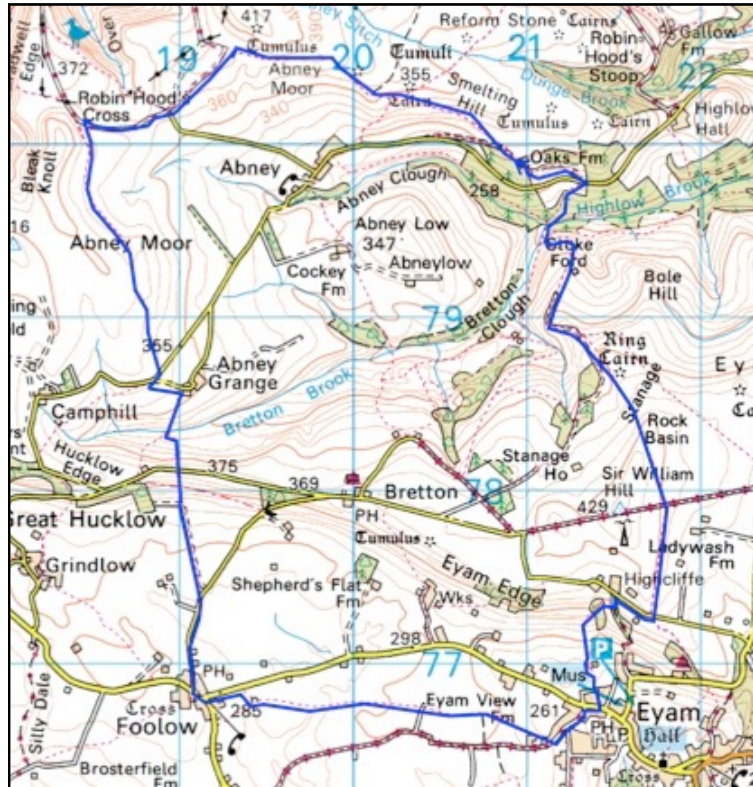 417
390
Abney Sitch
Reform Stone
Cairns
Gallow
Fm
Robin
Hood's
Stoop
Edge
372
Over
19
Tumulus
20
Tumuli
355
21
22
Abney
Moor
Smelting
Hill
Dunge Brook
Robin Hood's
Cross
360
340
Cairn
Tumulus
Cairn
Highlow
Hall
Bleak
Knoll
Abney
Oaks Fm
Abney Clough
258
Highlow Brook
16
Abney Moor
Abney Low
347
Stoke
Ford
Cockey
Fm
Abneylow
Bole
Hill
79
Bretton
Clough
355
Abney
Grange
Ring
Cairn
Stanage
Camphill
Bretton Brook
Rock
Basin
Hucklow
Edge
375
369
Stanage
Ho
Sir William
Hill
Bretton
78
429
Great Hucklow
PH
Tumulus
Ladywash
Fm
Grindlow
Shepherd's Flat
Fm
Eyam Edge
Highcliffe
Wks
298
77
P
PH
Mus
Silly Dale
Cross
Foolow
285
Eyam View
Fm
261
Eyam
Hall
PH
Brosterfield
Fm
Cross